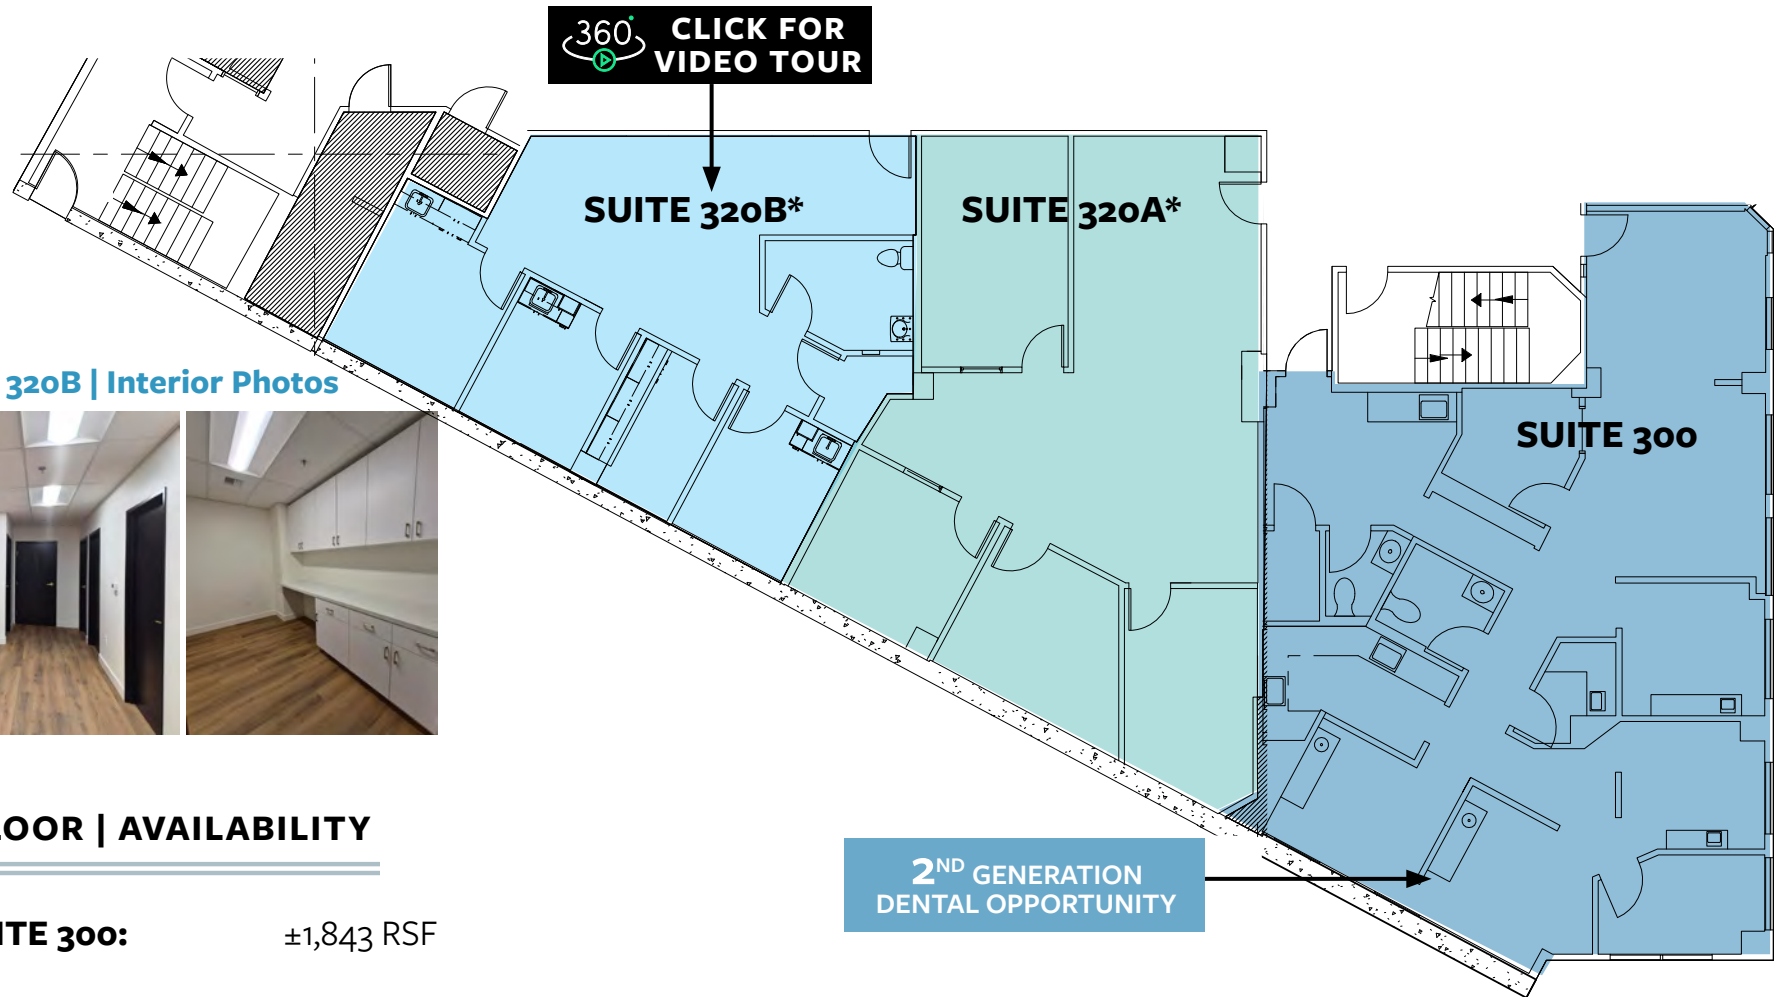 360°
CLICK FOR
VIDEO TOUR
SUITE 320B*
SUITE 320A*
SUITE 300
320B | Interior Photos
LOOR | AVAILABILITY
ITE 300: ±1,843 RSF
2ND GENERATION
DENTAL OPPORTUNITY